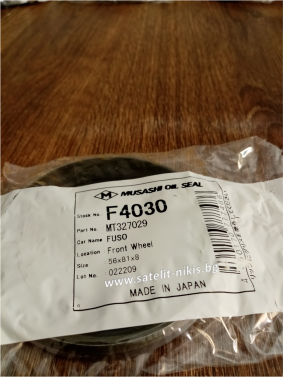 M MUSASHI OIL SEAL
Stock No. F4030
Part No. MT327029
Car Name FUSO
Location Front Wheel
Size 56x81x8
Lot No. 022209
www.satelit-nikis.bg
MADE IN JAPAN